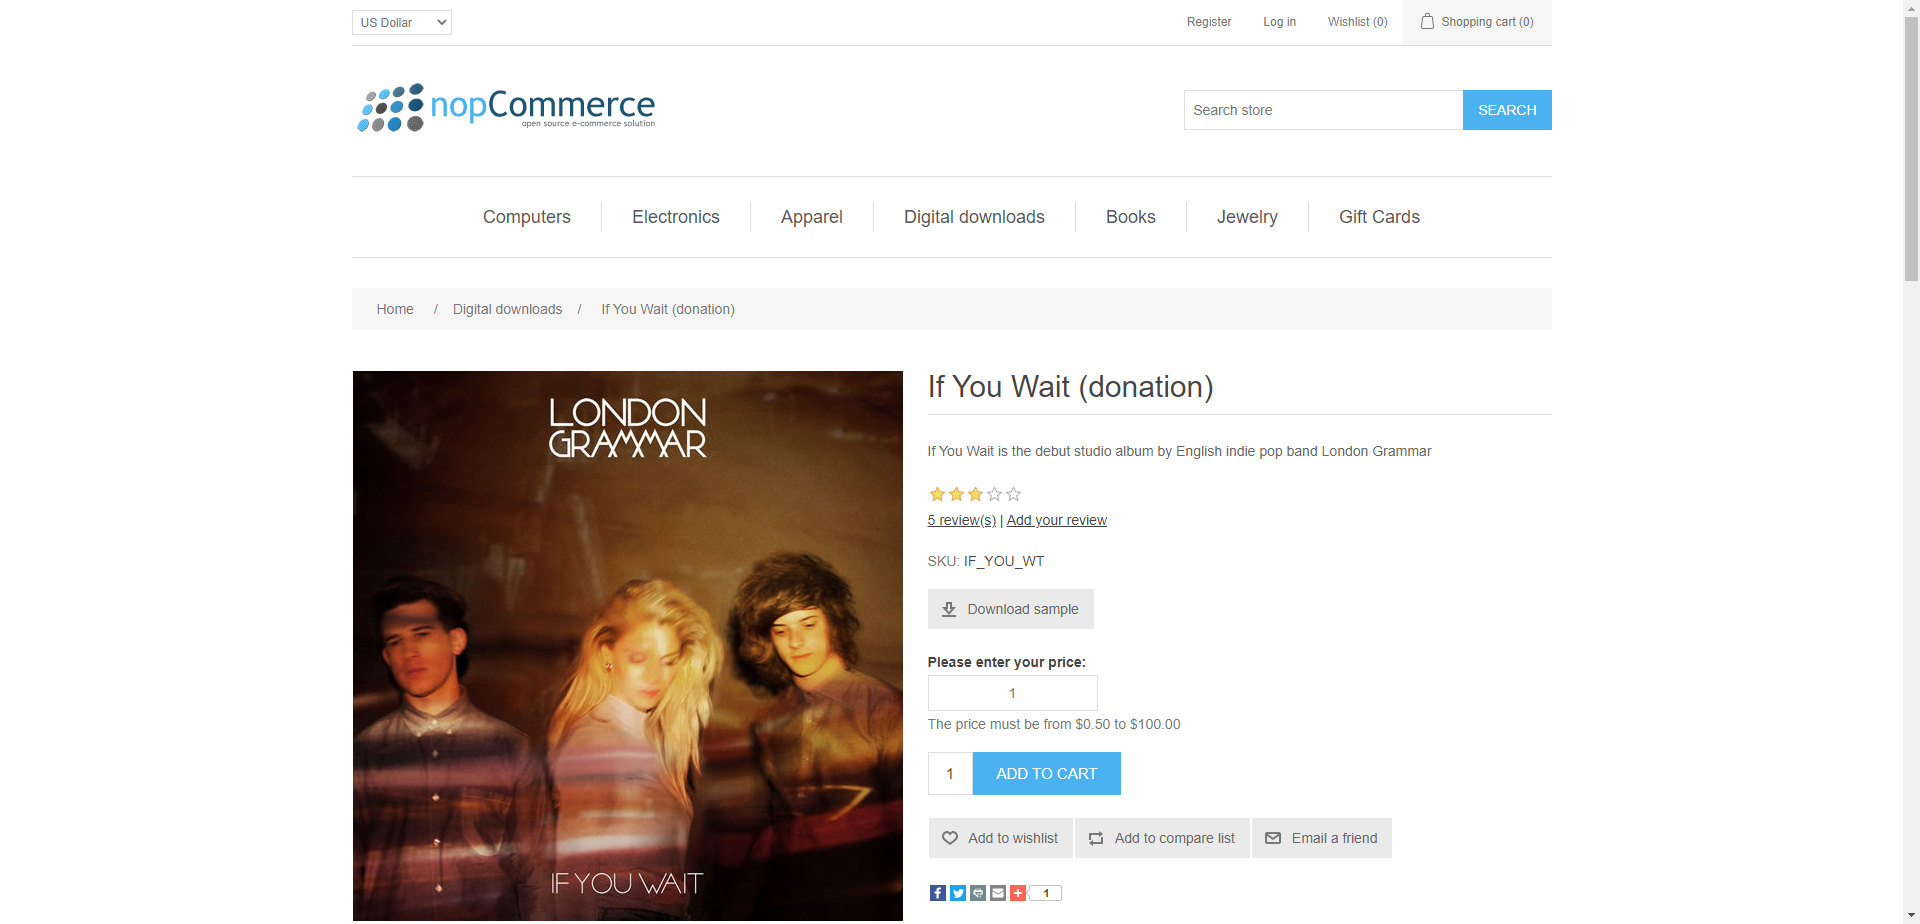 US Dollar
Register
Log in
Wishlist (0)
Shopping cart (0)
nopCommerce
open source e-commerce solution
Search store
SEARCH
Computers
Electronics
Apparel
Digital downloads
Books
Jewelry
Gift Cards
Home / Digital downloads / If You Wait (donation)
LONDON
GRAMMAR
IF YOU WAIT
If You Wait (donation)
If You Wait is the debut studio album by English indie pop band London Grammar
5 review(s) | Add your review
SKU: IF_YOU_WT
Download sample
Please enter your price:
1
The price must be from $0.50 to $100.00
1
ADD TO CART
Add to wishlist
Add to compare list
Email a friend
1